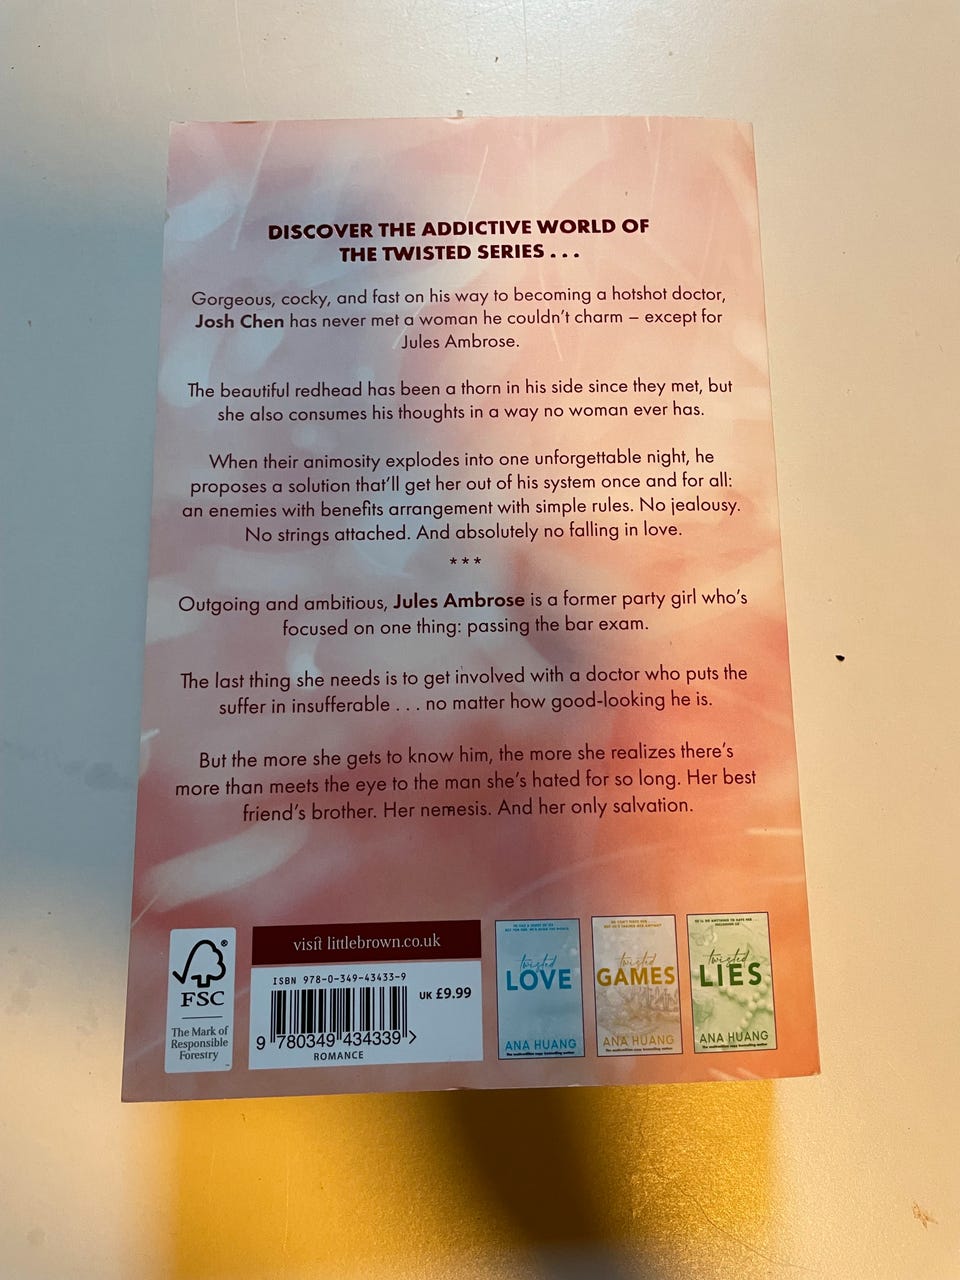 DISCOVER THE ADDICTIVE WORLD OF
THE TWISTED SERIES . . .
Gorgeous, cocky, and fast on his way to becoming a hotshot doctor,
Josh Chen has never met a woman he couldn't charm – except for
Jules Ambrose.
The beautiful redhead has been a thorn in his side since they met, but
she also consumes his thoughts in a way no woman ever has.
When their animosity explodes into one unforgettable night, he
proposes a solution that'll get her out of his system once and for all:
an enemies with benefits arrangement with simple rules. No jealousy.
No strings attached. And absolutely no falling in love.
***
Outgoing and ambitious, Jules Ambrose is a former party girl who's
focused on one thing: passing the bar exam.
The last thing she needs is to get involved with a doctor who puts the
suffer in insufferable . . . no matter how good-looking he is.
But the more she gets to know him, the more she realizes there's
more than meets the eye to the man she's hated for so long. Her best
friend's brother. Her nemesis. And her only salvation.
FSC
The Mark of
Responsible
Forestry
visit littlebrown.co.uk
ISBN 978-0-349-43433-9
UK £9.99
9 780349 434339 >
ROMANCE
twisted
LOVE
ANA HUANG
twisted
GAMES
ANA HUANG
twisted
LIES
ANA HUANG